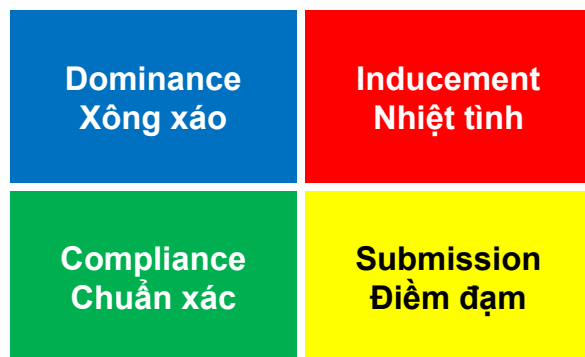 Dominance
Xông xáo
Inducement
Nhiệt tình
Compliance
Chuẩn xác
Submission
Điềm đạm